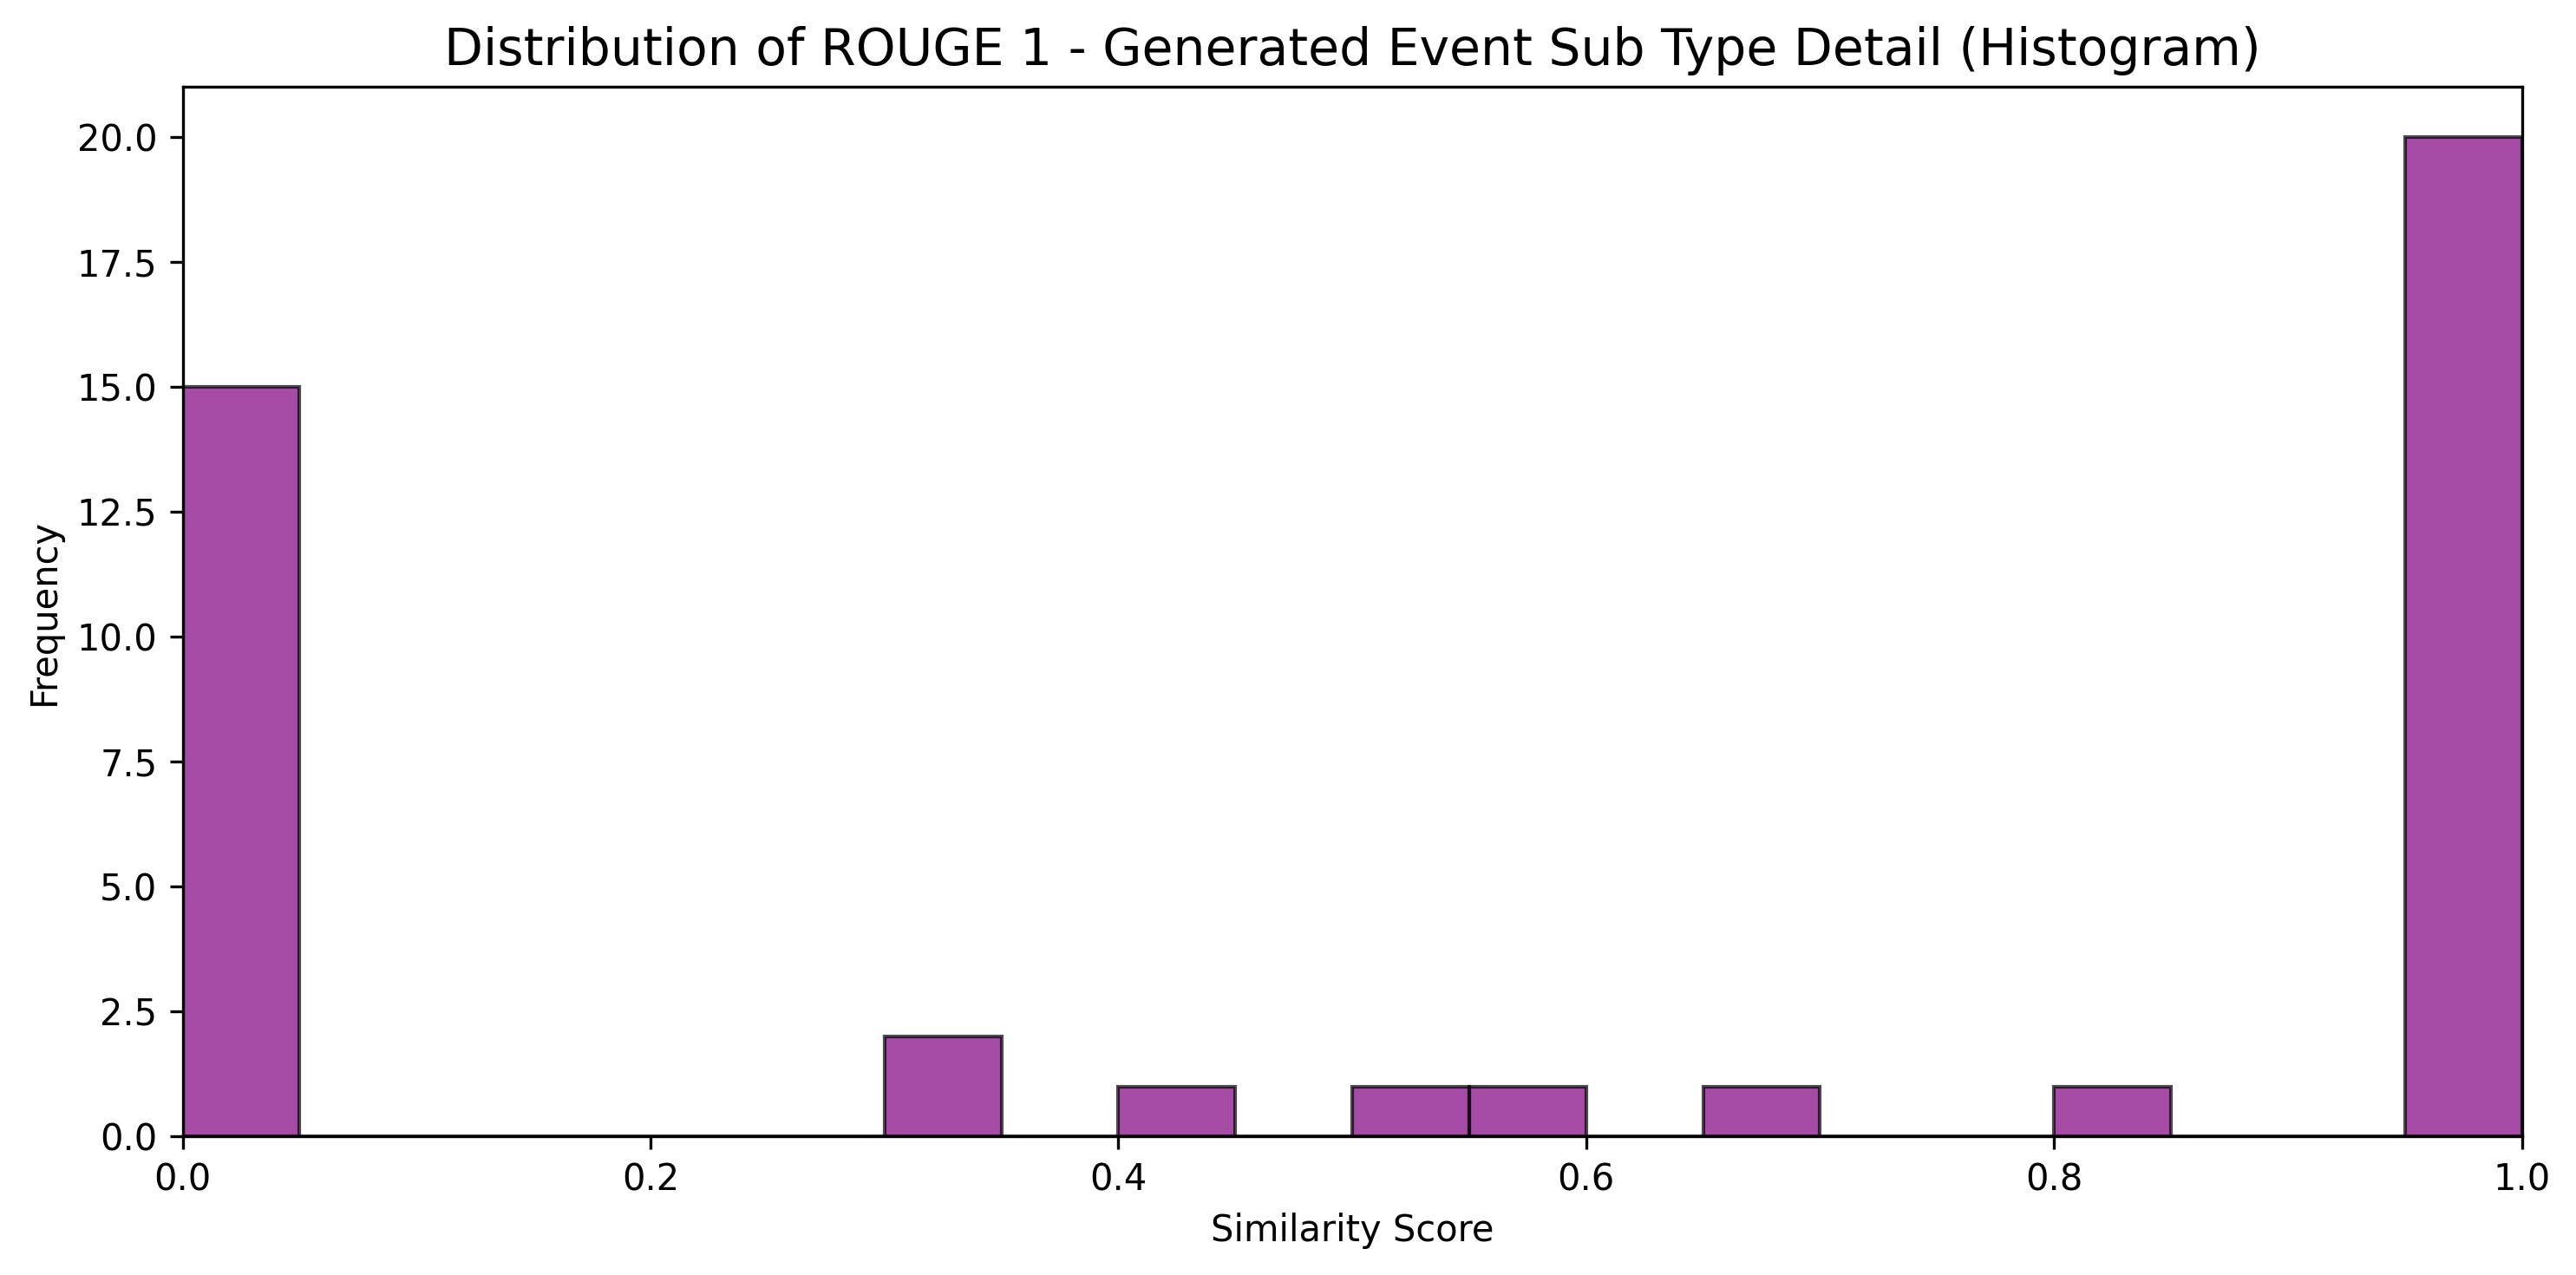 Distribution of ROUGE 1 - Generated Event Sub Type Detail (Histogram)
20.0
17.5
15.0
12.5
10.0
7.5
5.0
2.5
0.0
Frequency
0.0 0.2 0.4 0.6 0.8 1.0
Similarity Score